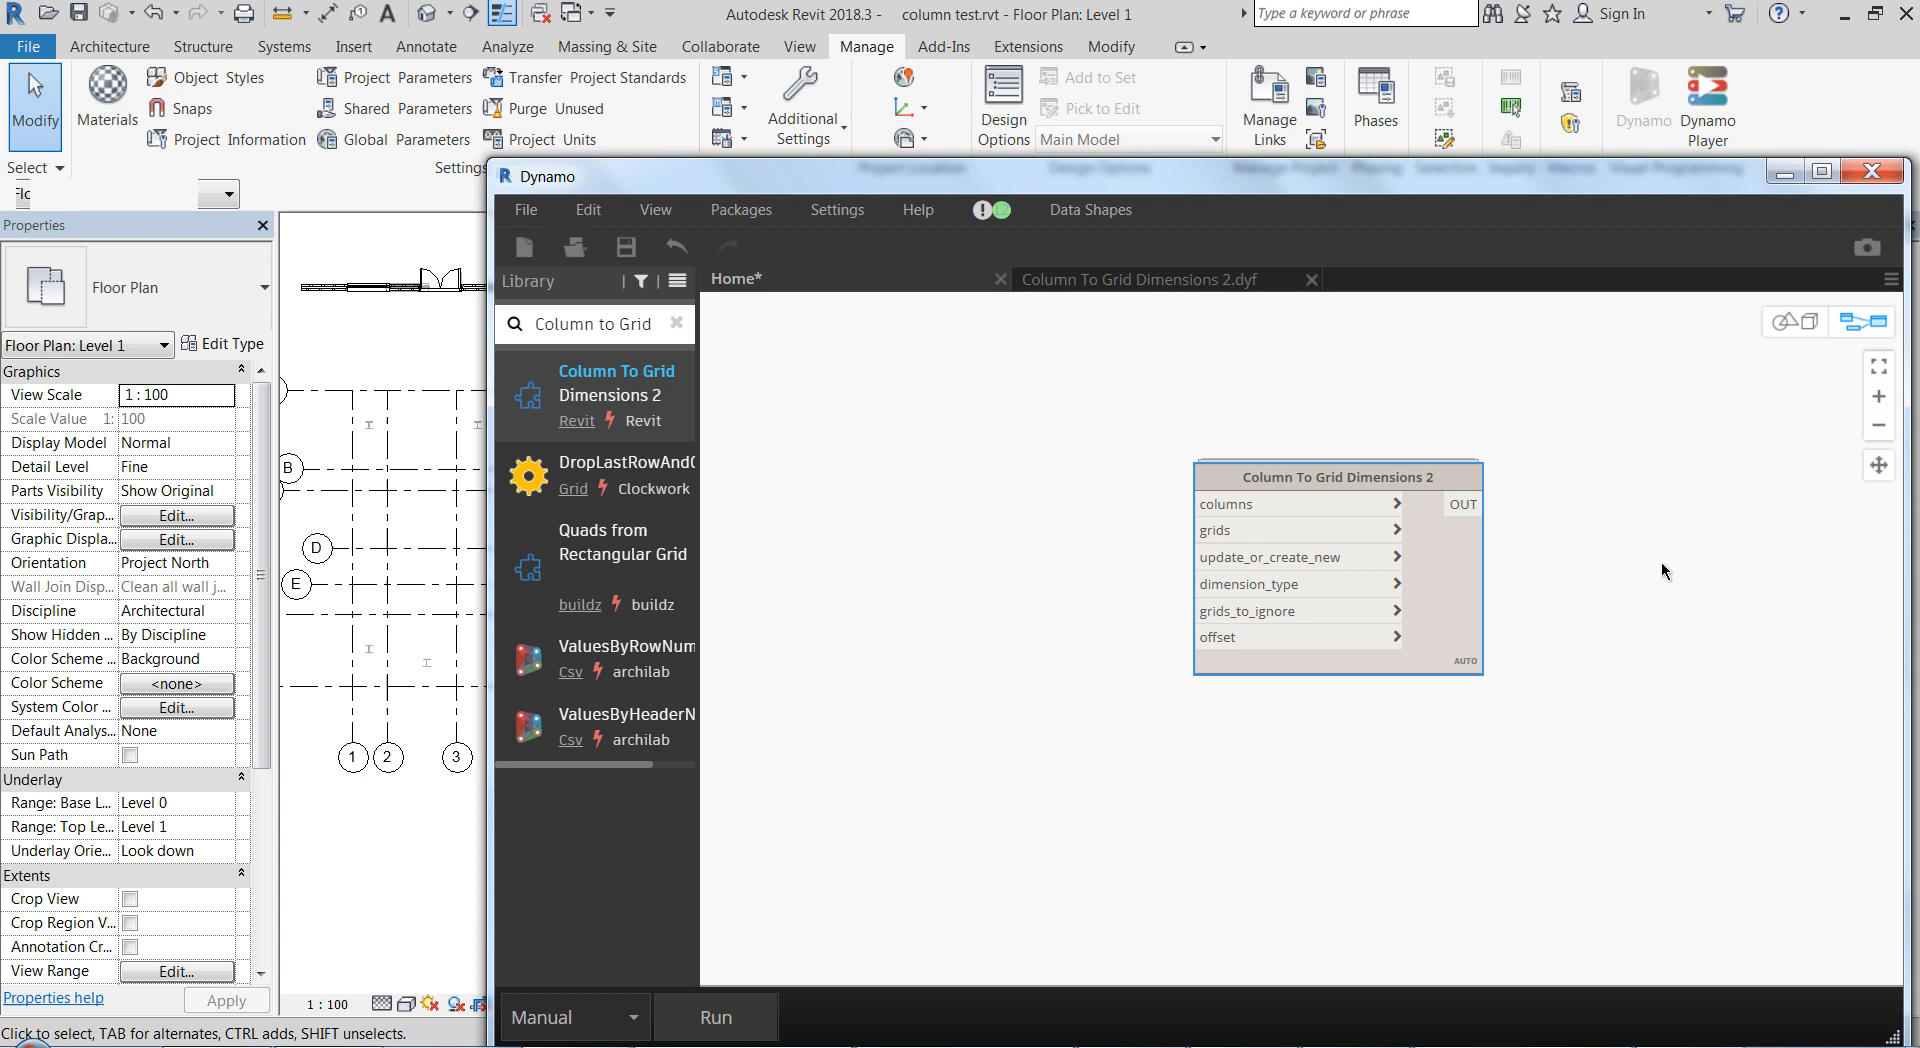 Autodesk Revit 2018.3 - column test.rvt - Floor Plan: Level 1
Type a keyword or phrase
Sign In
File Architecture Structure Systems Insert Annotate Analyze Massing & Site Collaborate View Manage Add-Ins Extensions Modify
Modify
Materials
Object Styles
Snaps
Project Information
Project Parameters
Shared Parameters
Global Parameters
Transfer Project Standards
Purge Unused
Project Units
Additional
Settings
Design
Options
Add to Set
Pick to Edit
Main Model
Manage
Links
Phases
Dynamo
Dynamo
Player
Select
Settings
Project Location Design Options Manage Project Phasing Selection Inquiry Macros Visual Programming
Dynamo
File Edit View Packages Settings Help Data Shapes
Library
Home*
Column To Grid Dimensions 2.dyf
Column to Grid
Column To Grid
Dimensions 2
Revit Revit
Grid Clockwork
Quads from
Rectangular Grid
buildz buildz
ValuesByRowNum
Csv archilab
ValuesByHeaderN
Csv archilab
Column To Grid Dimensions 2
columns OUT
grids
update_or_create_new
dimension_type
grids_to_ignore
offset
AUTO
Manual
Run
Properties
Floor Plan
Floor Plan: Level 1 Edit Type
Graphics
View Scale 1 : 100
Scale Value 1: 100
Display Model Normal
Detail Level Fine
Parts Visibility Show Original
Visibility/Grap... Edit...
Graphic Displa... Edit...
Orientation Project North
Wall Join Disp... Clean all wall j...
Discipline Architectural
Show Hidden ... By Discipline
Color Scheme ... Background
Color Scheme <none>
System Color ... Edit...
Default Analys... None
Sun Path
Underlay
Range: Base L... Level 0
Range: Top Le... Level 1
Underlay Orie... Look down
Extents
Crop View
Crop Region V...
Annotation Cr...
View Range Edit...
Properties help
Apply
B
D
E
1 2 3
1 : 100
Click to select, TAB for alternates, CTRL adds, SHIFT unselects.